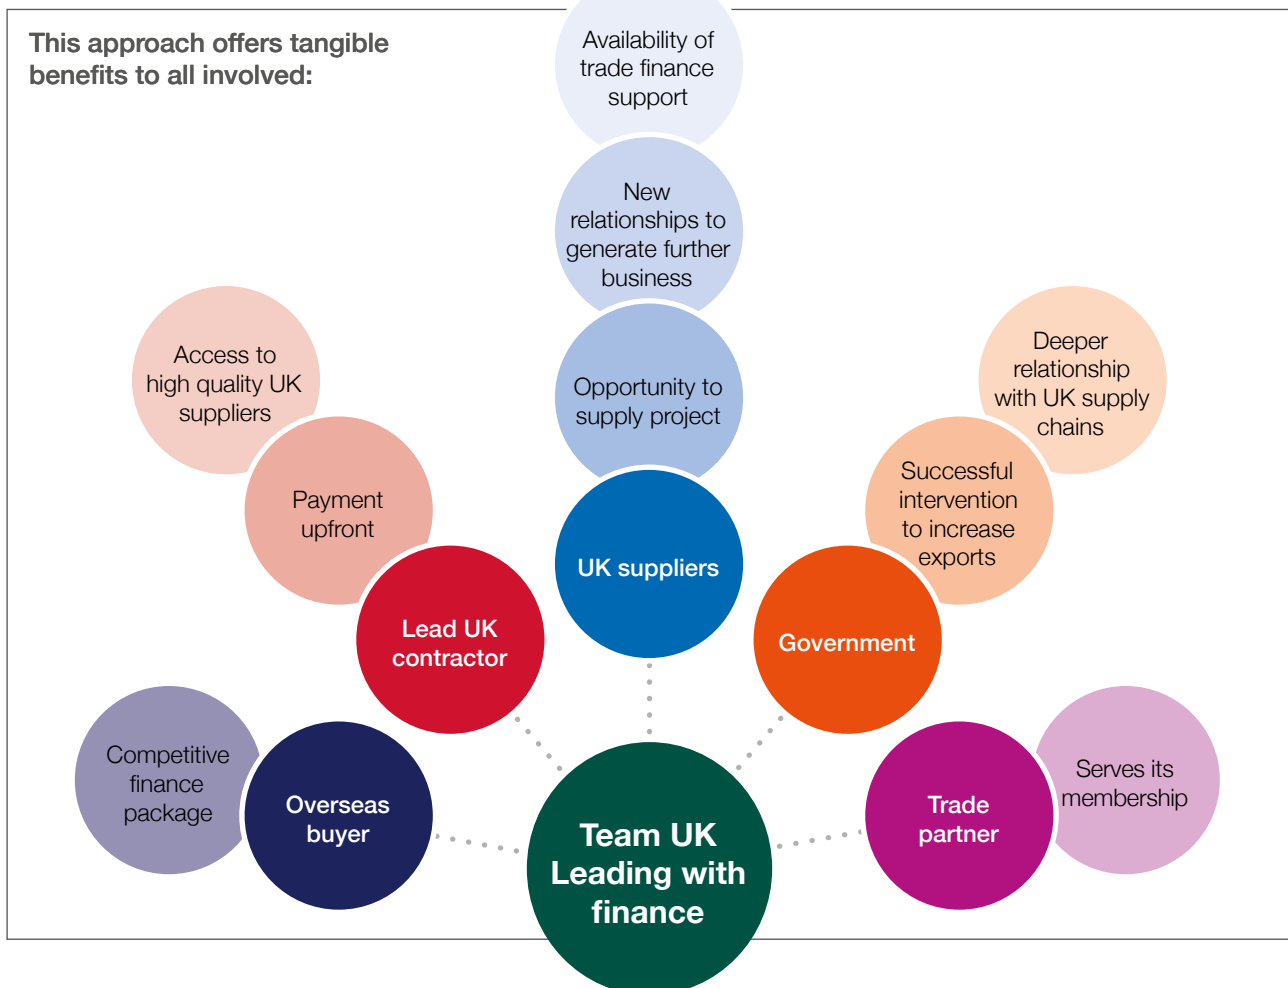 This approach offers tangible
benefits to all involved:
Availability of
trade finance
support
New
relationships to
generate further
business
Opportunity to
supply project
UK suppliers
Access to
high quality UK
suppliers
Payment
upfront
Lead UK
contractor
Deeper
relationship
with UK supply
chains
Successful
intervention
to increase
exports
Government
Competitive
finance
package
Overseas
buyer
Team UK
Leading with
finance
Trade
partner
Serves its
membership